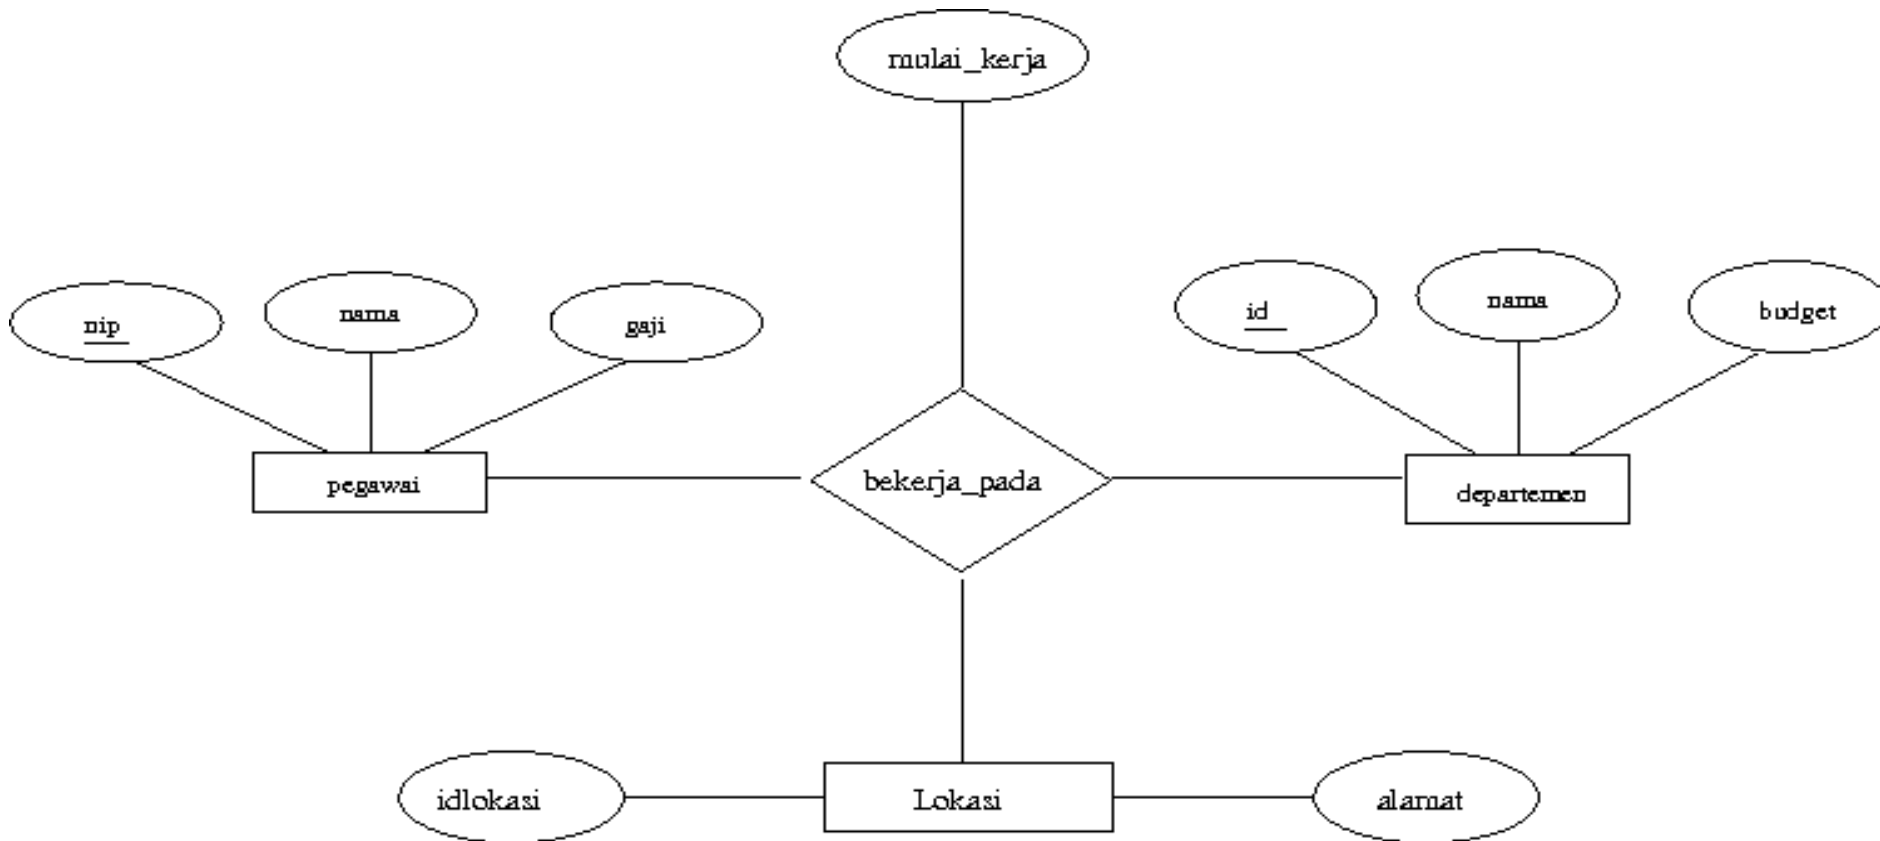 mulai_kerja
nip
nama
gaji
id
nama
budget
pegawai
bekerja_pada
departemen
idlokasi
Lokasi
alamat